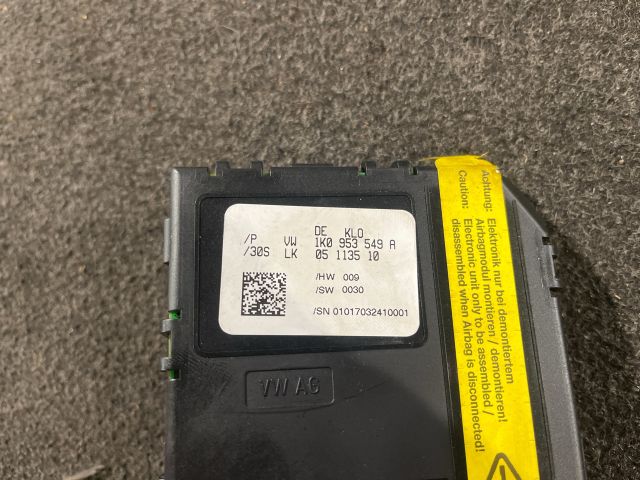 DE KLO
/P VW 1K0 953 549 A
/30S LK 05 1135 10
/HW 009
/SW 0030
/SN 01017032410001
VW AG
Achtung: Elektronik nur bei demontiertem
Airbagmodul montieren / demontieren!
Caution: Electronic unit only to be assembled /
disassembled when Airbag is disconnected!